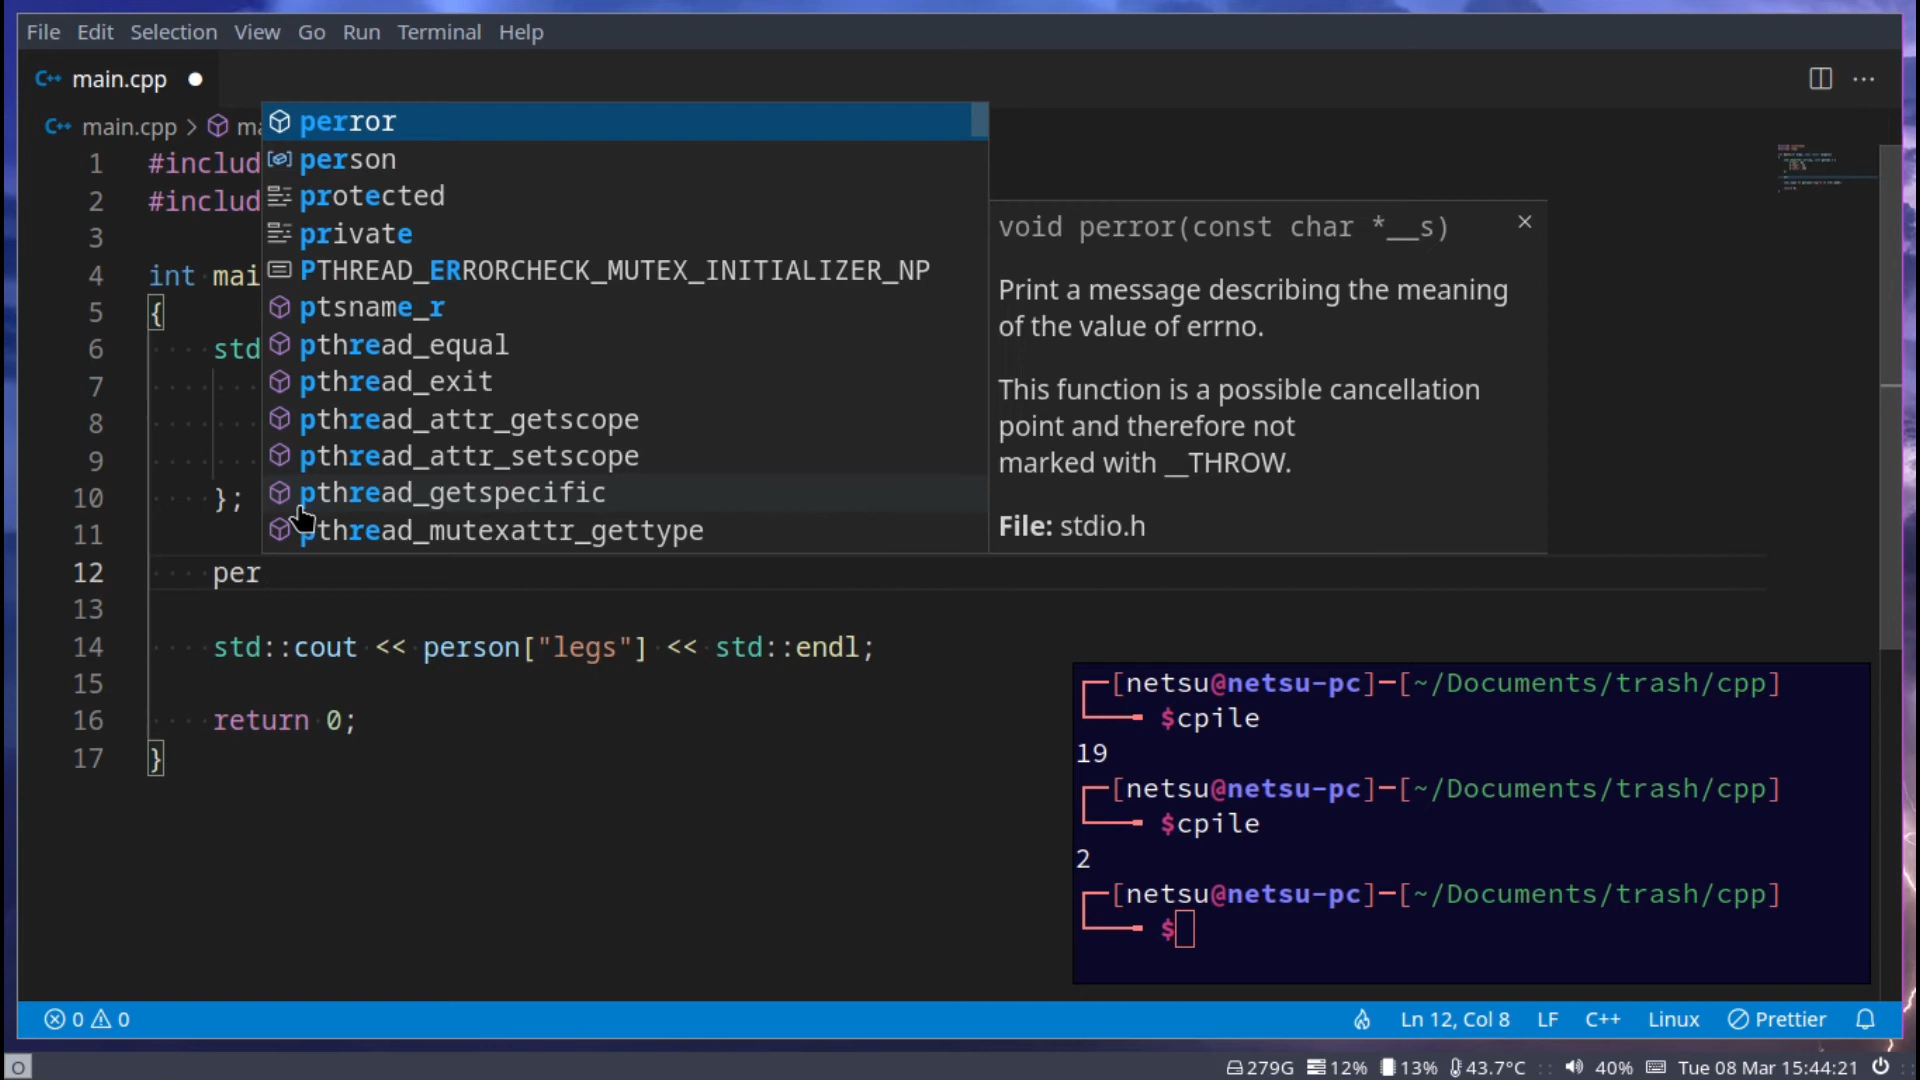 File Edit Selection View Go Run Terminal Help
C++ main.cpp
C++ main.cpp > ma
perror
person
protected
private
PTHREAD_ERRORCHECK_MUTEX_INITIALIZER_NP
ptsname_r
pthread_equal
pthread_exit
pthread_attr_getscope
pthread_attr_setscope
pthread_getspecific
pthread_mutexattr_gettype
void perror(const char *__s)
Print a message describing the meaning
of the value of errno.
This function is a possible cancellation
point and therefore not
marked with __THROW.
File: stdio.h
1 #includ
2 #includ
3
4 int mai
5 {
6 std
7
8
9
10 };
11
12 per
13
14 std::cout << person["legs"] << std::endl;
15
16 return 0;
17 }
[netsu@netsu-pc]-[~/Documents/trash/cpp]
$cpile
19
[netsu@netsu-pc]-[~/Documents/trash/cpp]
$cpile
2
[netsu@netsu-pc]-[~/Documents/trash/cpp]
$
0 0 Ln 12, Col 8 LF C++ Linux Prettier
279G 12% 13% 43.7°C :: 40% Tue 08 Mar 15:44:21